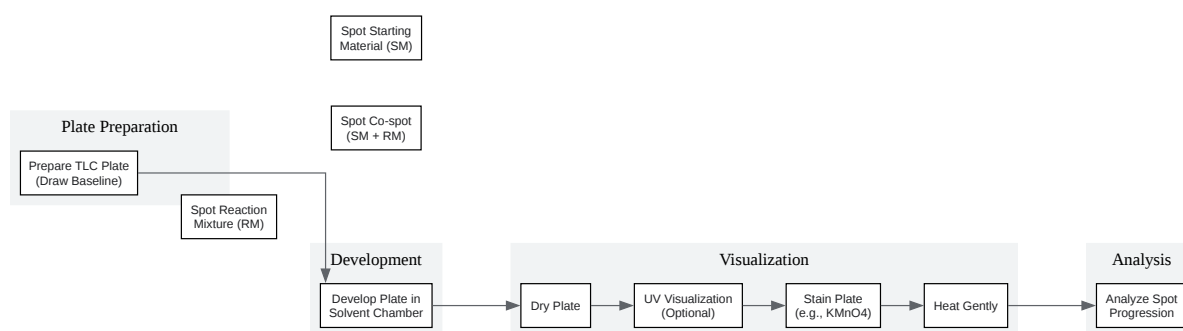 Spot Starting
Material (SM)
Spot Co-spot
(SM + RM)
Plate Preparation
Prepare TLC Plate
(Draw Baseline)
Spot Reaction
Mixture (RM)
Development
Develop Plate in
Solvent Chamber
Visualization
Dry Plate
UV Visualization
(Optional)
Stain Plate
(e.g., KMnO4)
Heat Gently
Analysis
Analyze Spot
Progression